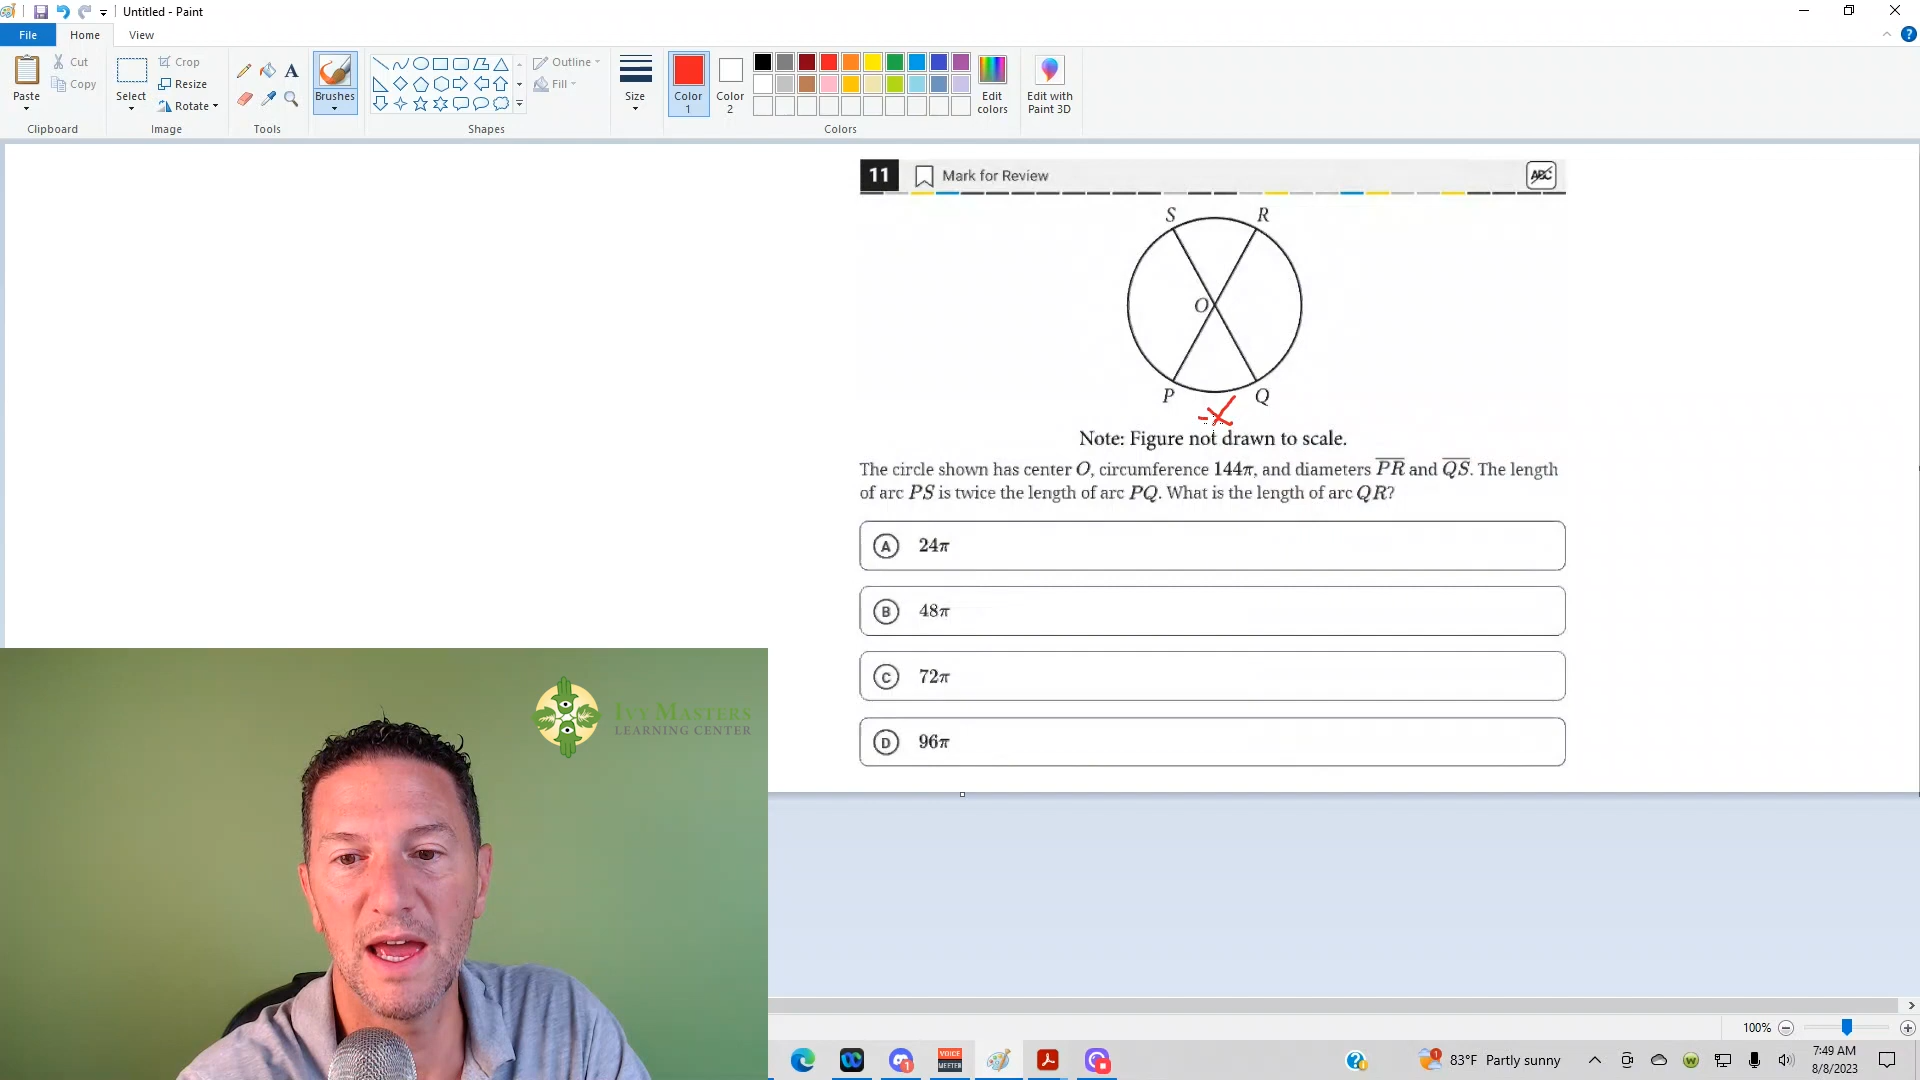 Untitled - Paint
File Home View
Paste Cut Copy Clipboard
Select Crop Resize Rotate Image
Tools
Brushes
Outline Fill Shapes
Size
Color 1 Color 2 Edit colors Colors
Edit with Paint 3D
11 Mark for Review ABC
S R
O
P Q
x
Note: Figure not drawn to scale.
The circle shown has center O, circumference 144π, and diameters P̅R̅ and Q̅S̅. The length
of arc PS is twice the length of arc PQ. What is the length of arc QR?
A 24π
B 48π
C 72π
D 96π
IVY MASTERS
LEARNING CENTER
100%
VOICE MEETER
83°F Partly sunny
7:49 AM
8/8/2023